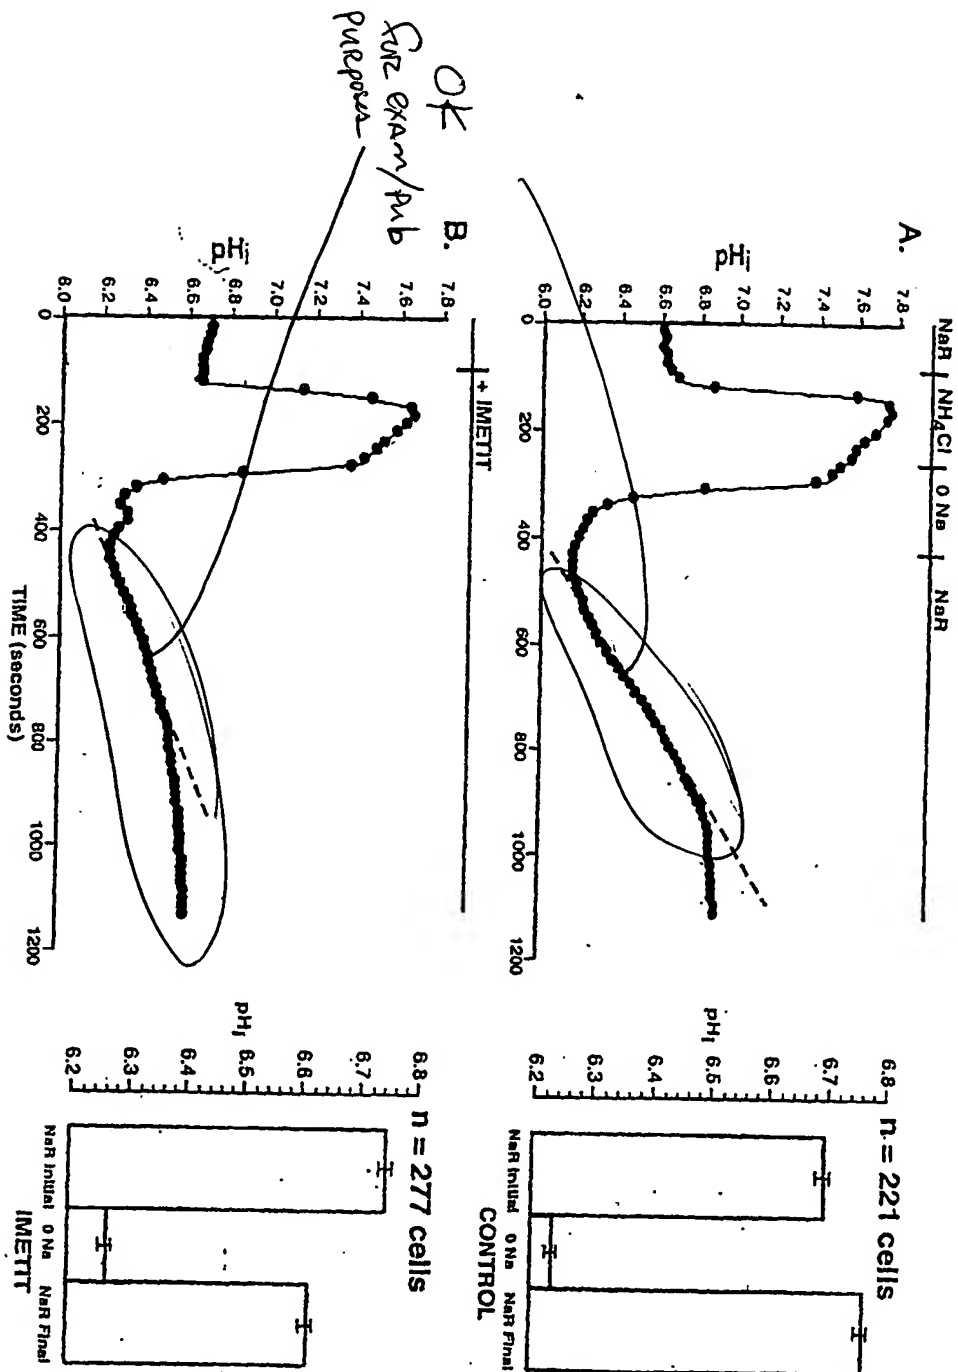 A.
NaR NH4Cl 0 Na NaR
pHi
7.8
7.4
7.2
7.0
6.8
6.6
6.4
6.2
6.0
0 200 400 600 800 1000 1200
n = 221 cells
pHi
6.8
6.7
6.6
6.5
6.4
6.3
6.2
NaR Initial 0 Na NaR Final
CONTROL
B.
+ IMETIT
pHi
7.8
7.6
7.4
7.2
7.0
6.8
6.6
6.4
6.2
6.0
0 200 400 600 800 1000 1200
TIME (seconds)
n = 277 cells
pHi
6.8
6.7
6.6
6.5
6.4
6.3
6.2
NaR Initial 0 Na NaR Final
IMETIT
OK
for exam/pub
purposes